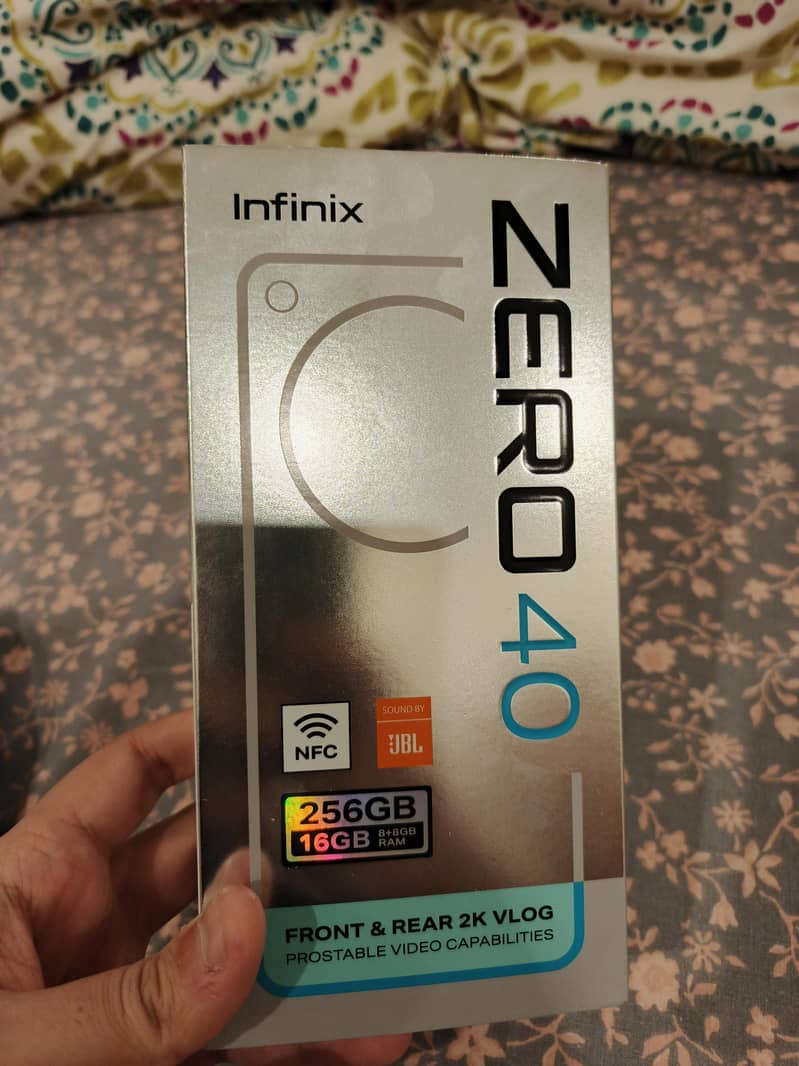 Infinix
ZERO 40
NFC
SOUND BY
JBL
256GB
16GB 8+8GB RAM
FRONT & REAR 2K VLOG
PROSTABLE VIDEO CAPABILITIES